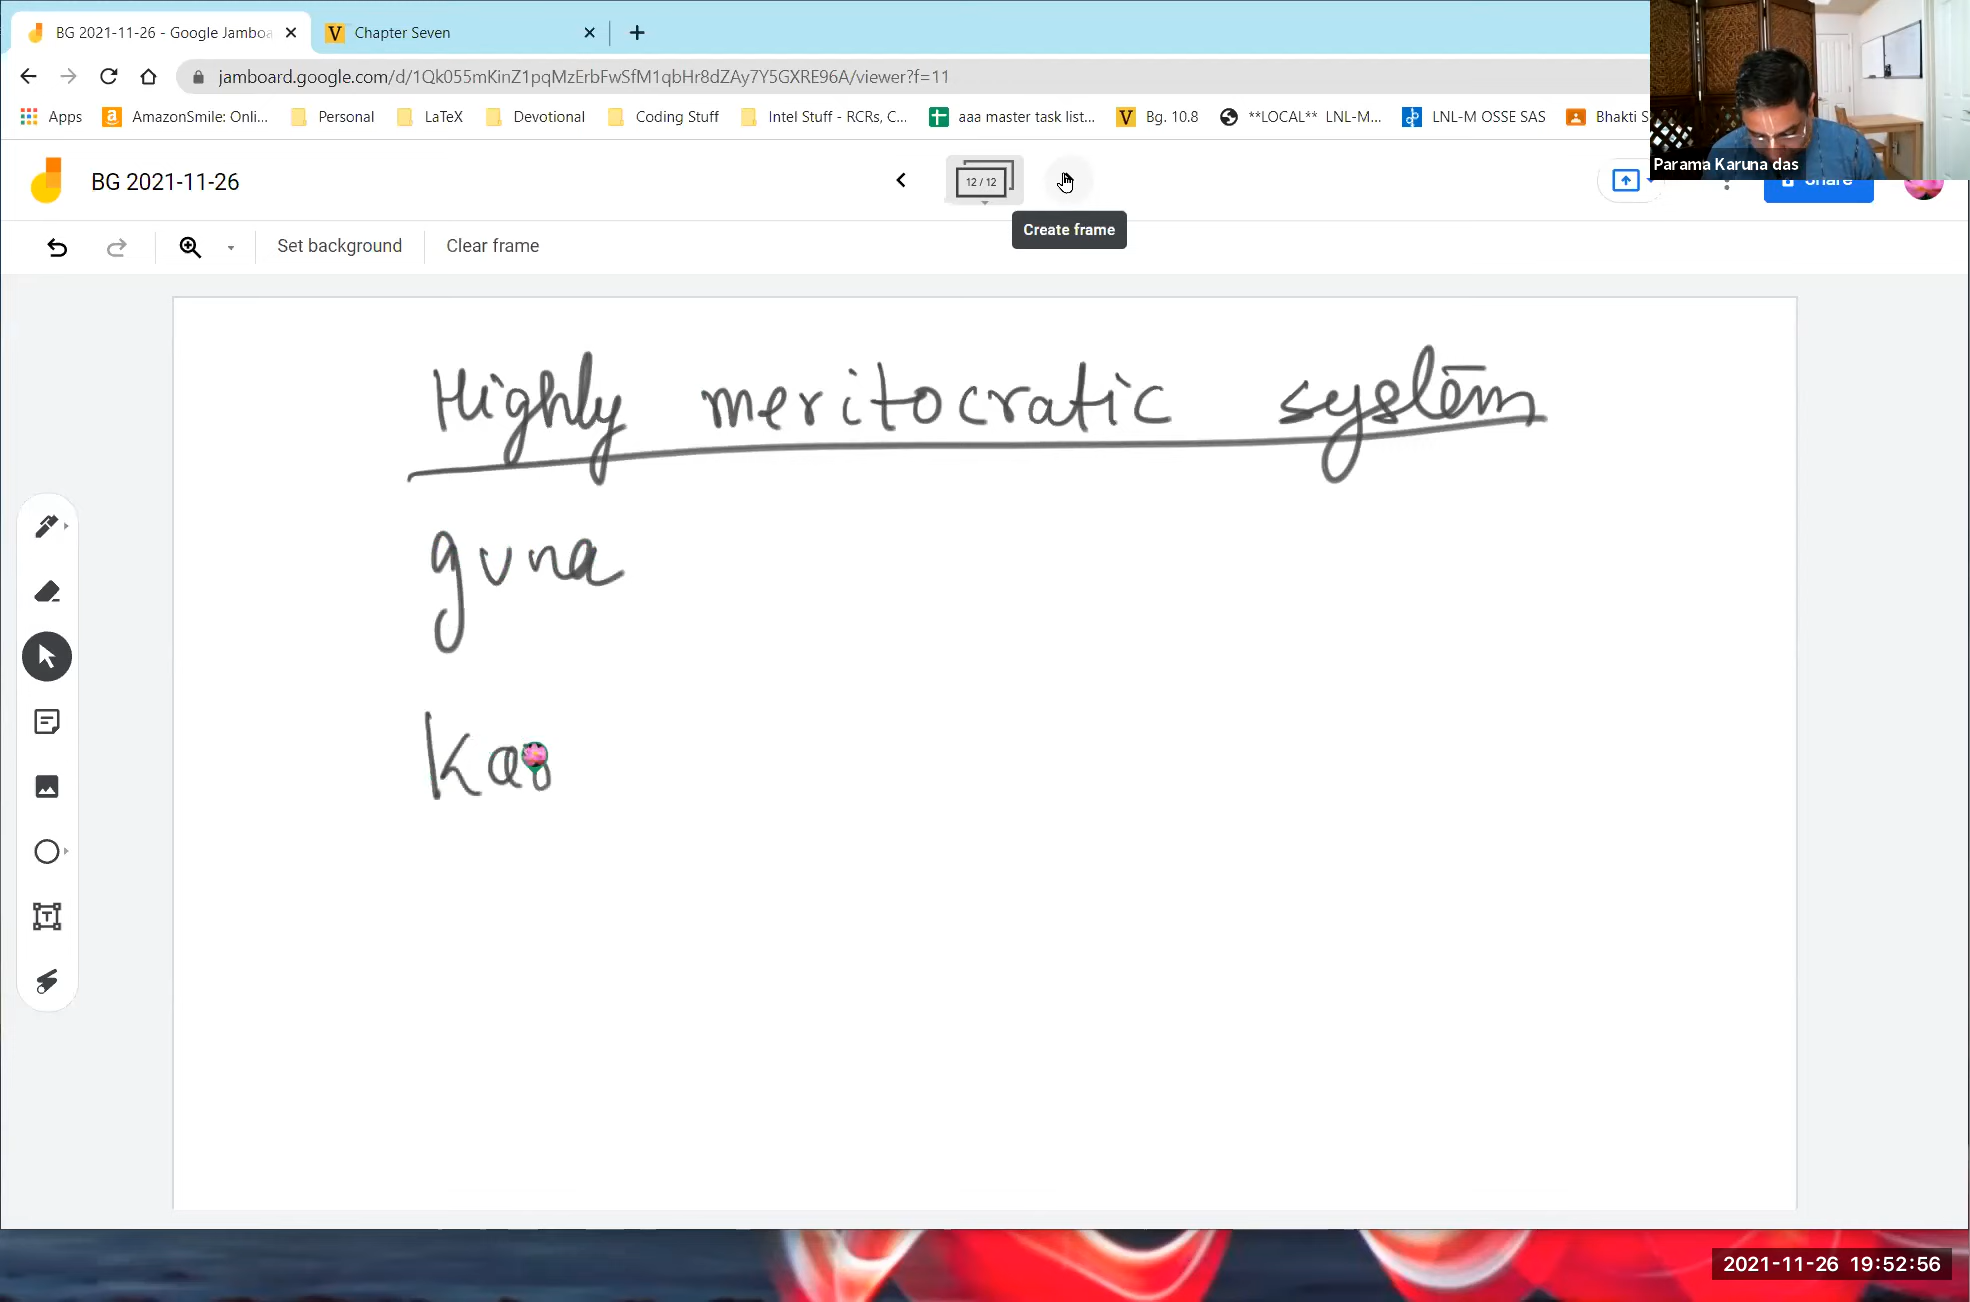 BG 2021-11-26 - Google Jamboa
Chapter Seven
jamboard.google.com/d/1Qk055mKinZ1pqMzErbFwSfM1qbHr8dZAy7Y5GXRE96A/viewer?f=11
Apps AmazonSmile: Onli... Personal LaTeX Devotional Coding Stuff Intel Stuff - RCRs, C... aaa master task list... Bg. 10.8 **LOCAL** LNL-M... LNL-M OSSE SAS Bhakti S
Parama Karuna das
BG 2021-11-26
12 / 12
Share
Create frame
Set background Clear frame
Highly meritocratic system
guna
2021-11-26 19:52:56